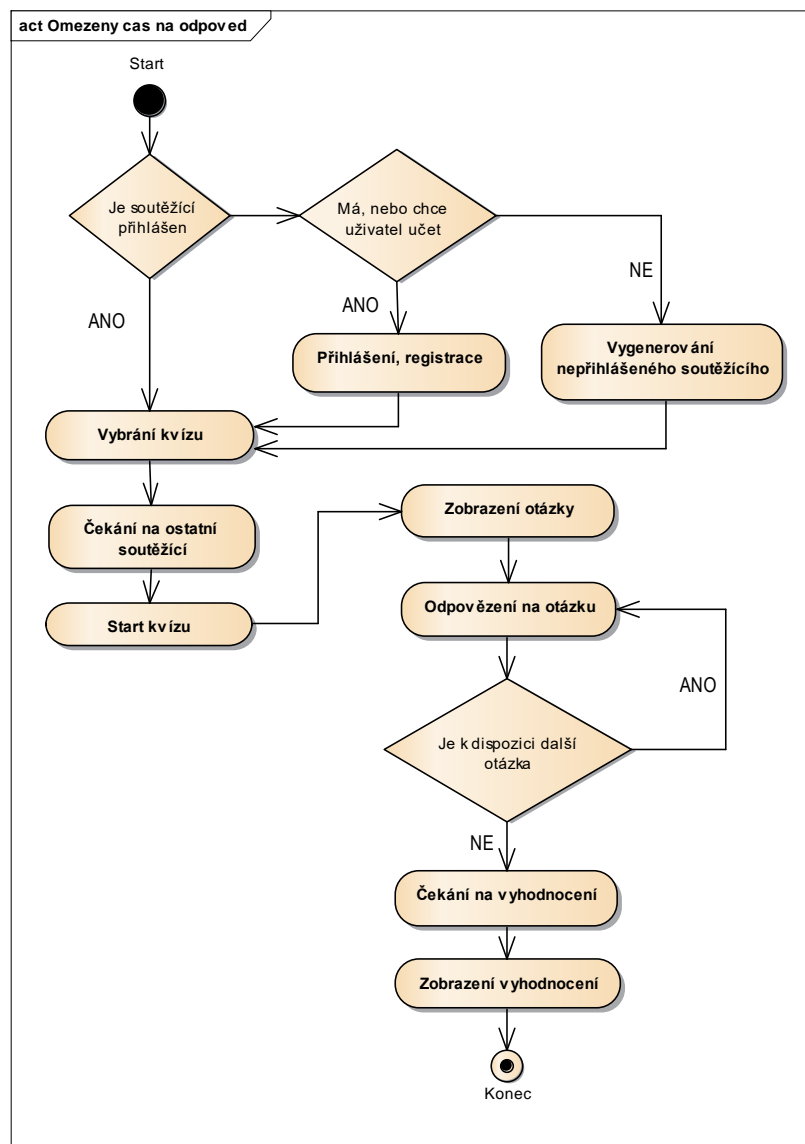 act Omezeny cas na odpoved
Start
Je soutěžící
přihlášen
Má, nebo chce
uživatel učet
NE
ANO
ANO
Přihlášení, registrace
Vygenerování
nepřihlášeného soutěžícího
Vybrání kvízu
Zobrazení otázky
Čekání na ostatní
soutěžící
Odpovězení na otázku
Start kvízu
ANO
Je k dispozici další
otázka
NE
Čekání na vyhodnocení
Zobrazení vyhodnocení
Konec